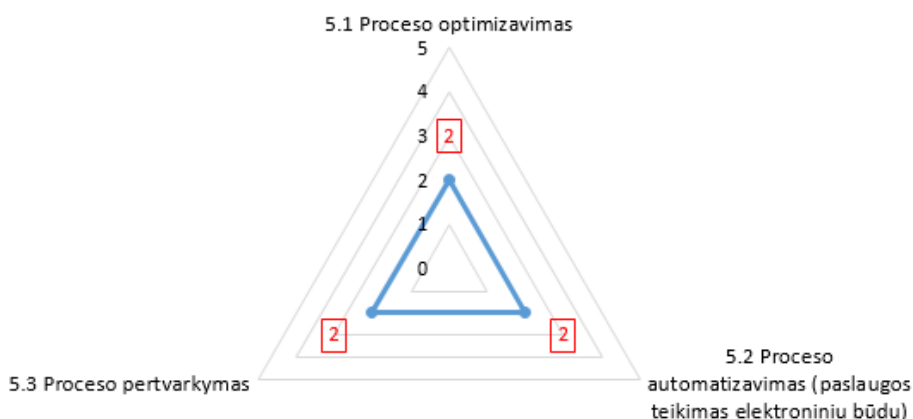 5.1 Proceso optimizavimas
5
4
3
2
2
1
0
2
2
5.3 Proceso pertvarkymas
5.2 Proceso
automatizavimas (paslaugos
teikimas elektroniniu būdu)